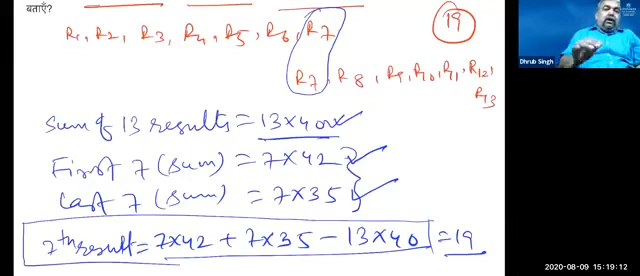 बताएँ?
19
R1, R2, R3, R4, R5, R6, R7
R7, R8, R9, R10, R11, R12,
R13
Dhrub Singh
Sum of 13 results = 13×40
First 7 (sum) = 7×42
Last 7 (sum) = 7×35
7th result = 7×42 + 7×35 − 13×40 = 19
2020-08-09 15:19:12